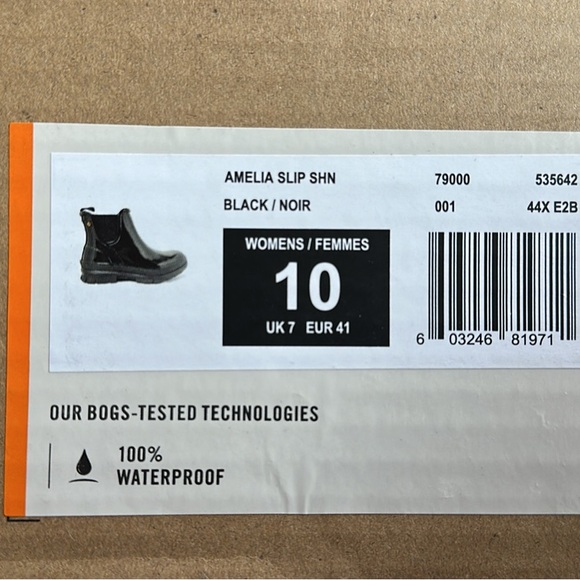 AMELIA SLIP SHN 79000 535642
BLACK / NOIR 001 44X E2B
WOMENS / FEMMES
10
UK 7 EUR 41
6 03246 81971
OUR BOGS-TESTED TECHNOLOGIES
100%
WATERPROOF